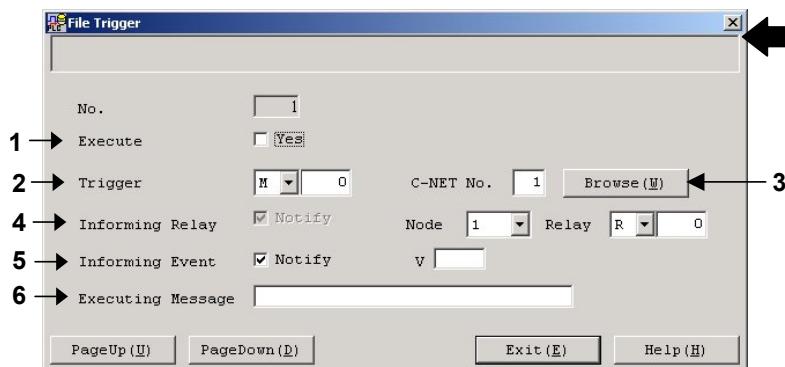 File Trigger
No. 1
1 Execute Yes
2 Trigger M 0 C-NET No. 1 Browse(W) 3
4 Informing Relay Notify Node 1 Relay R 0
5 Informing Event Notify V
6 Executing Message
PageUp(U) PageDown(D) Exit(E) Help(H)